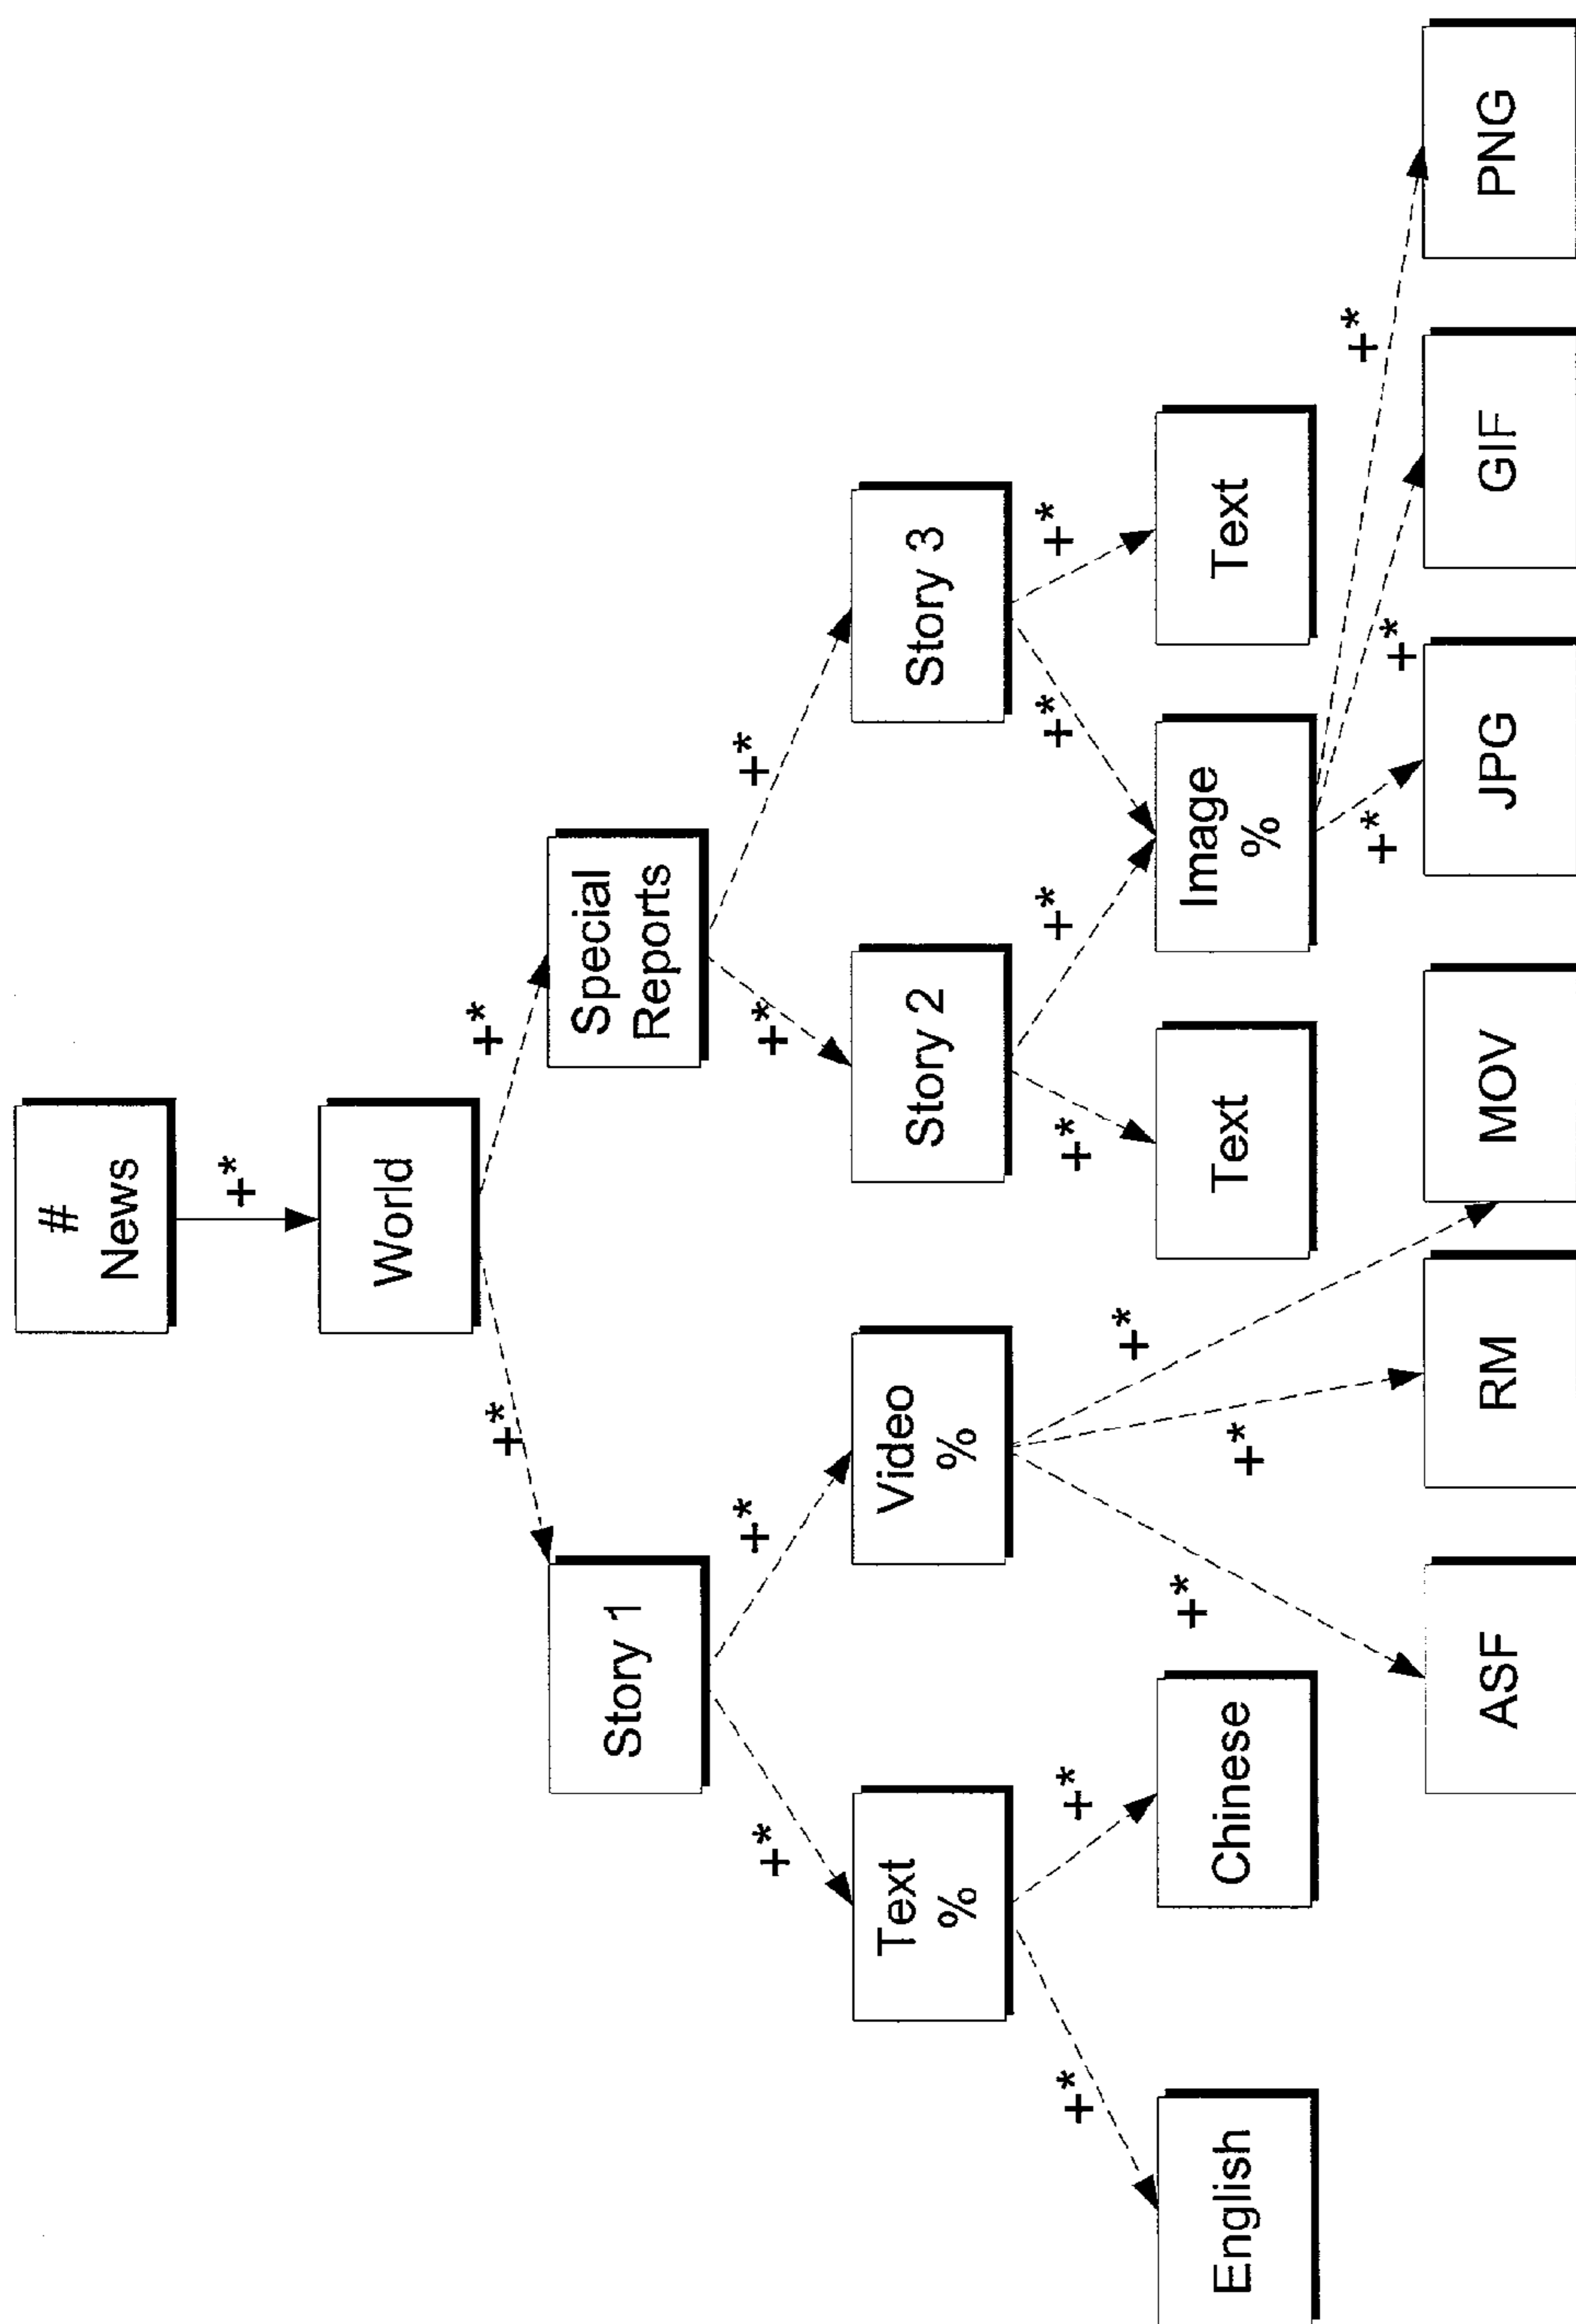 #
News
+*
World
+*
+*
Story 1
Special
Reports
+*
+*
+*
+*
Text
%
Video
%
Story 2
Story 3
+*
+*
+*
+*
+*
+*
English
Chinese
Text
Image
%
Text
+*
+*
+*
+*
+*
+*
ASF
RM
MOV
JPG
GIF
PNG